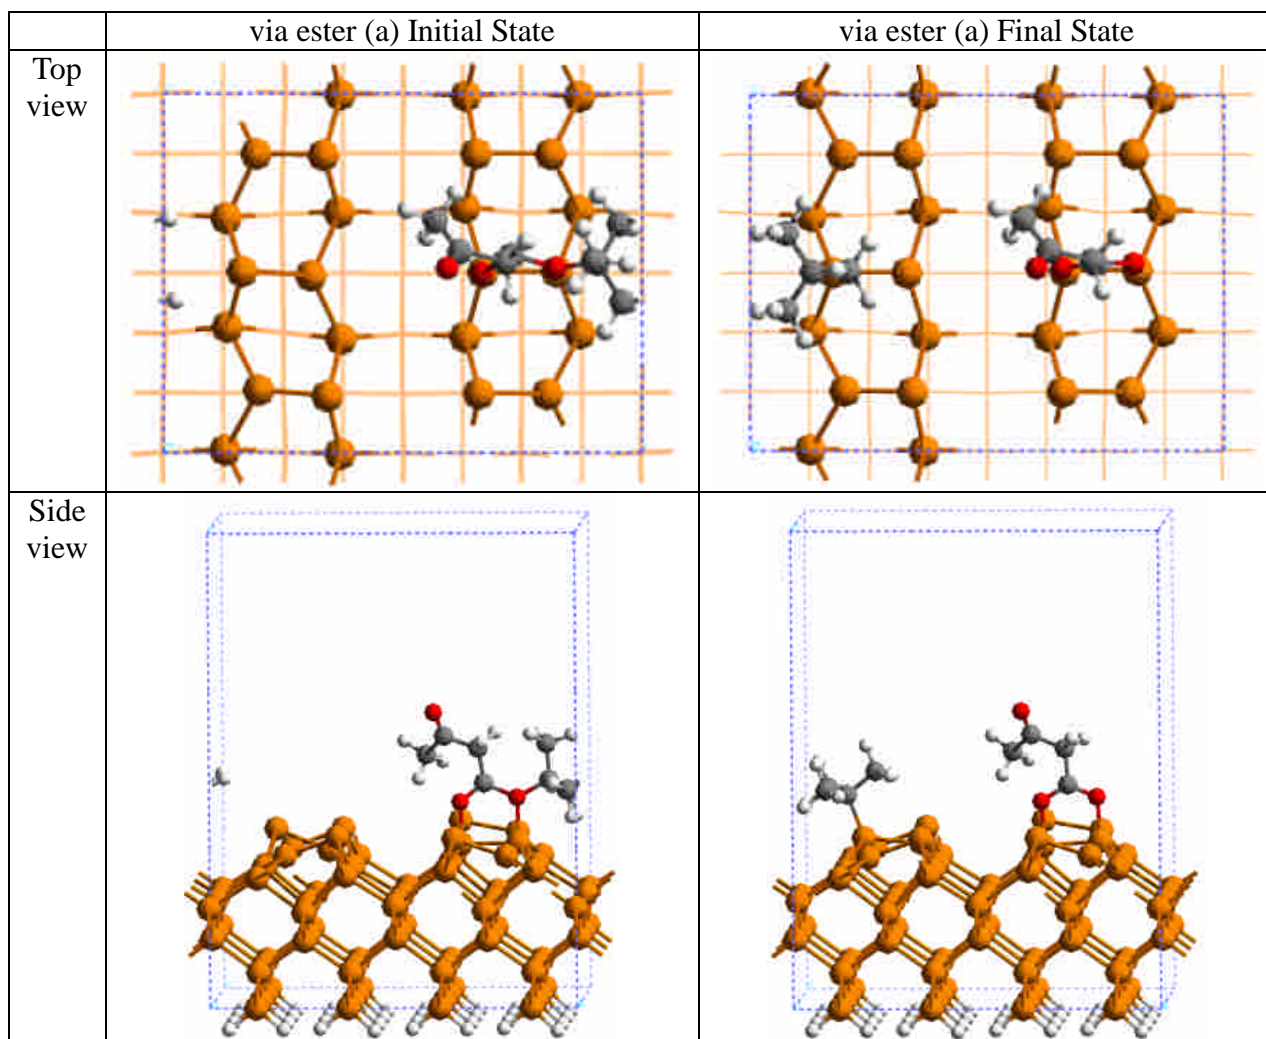 via ester (a) Initial State
via ester (a) Final State
Top
view
Side
view